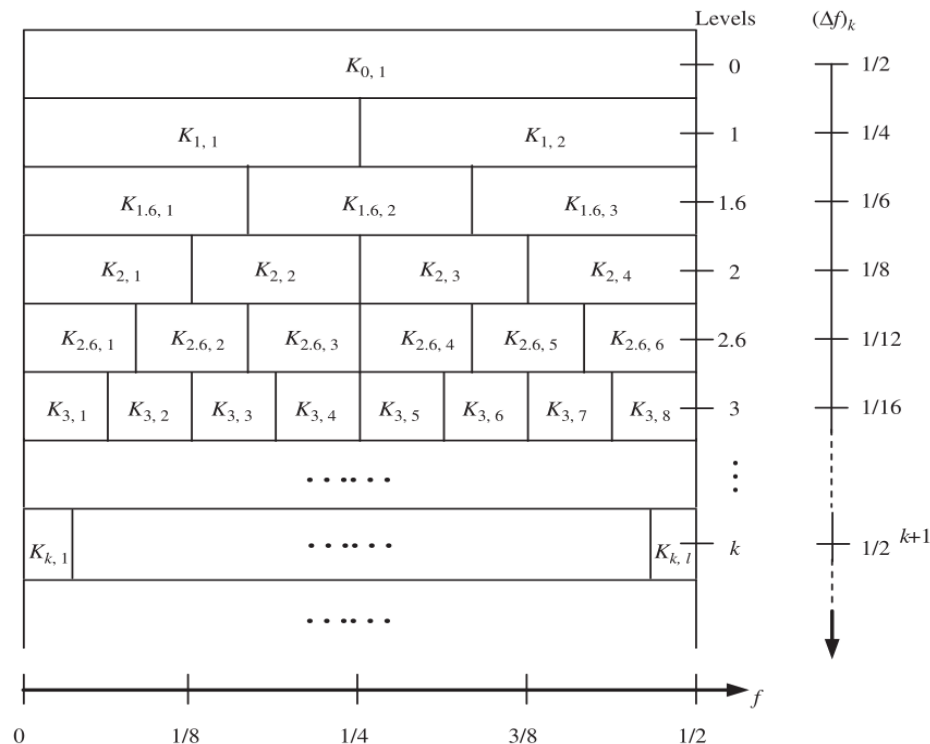 Levels (Δf)k
K0, 1 0 1/2
K1, 1 K1, 2 1 1/4
K1.6, 1 K1.6, 2 K1.6, 3 1.6 1/6
K2, 1 K2, 2 K2, 3 K2, 4 2 1/8
K2.6, 1 K2.6, 2 K2.6, 3 K2.6, 4 K2.6, 5 K2.6, 6 2.6 1/12
K3, 1 K3, 2 K3, 3 K3, 4 K3, 5 K3, 6 K3, 7 K3, 8 3 1/16
...... ⋮
Kk, 1 ...... Kk, l k 1/2 k+1
......
f
0 1/8 1/4 3/8 1/2